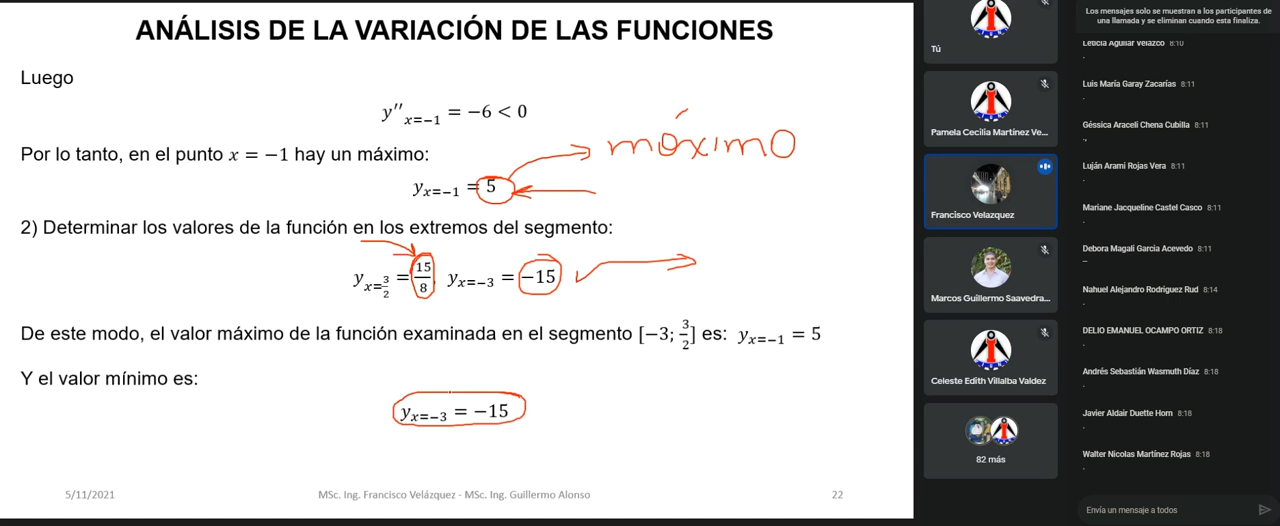 ANÁLISIS DE LA VARIACIÓN DE LAS FUNCIONES
Luego
y''ₓ₌₋₁ = −6 < 0
Por lo tanto, en el punto x = −1 hay un máximo:
máximo
yₓ₌₋₁ = 5
2) Determinar los valores de la función en los extremos del segmento:
y_{x=3/2} = 15/8 yₓ₌₋₃ = −15
De este modo, el valor máximo de la función examinada en el segmento [−3; 3/2] es: yₓ₌₋₁ = 5
Y el valor mínimo es:
yₓ₌₋₃ = −15
5/11/2021
MSc. Ing. Francisco Velázquez - MSc. Ing. Guillermo Alonso
22
Tú
Pamela Cecilia Martínez Ve...
Francisco Velazquez
Marcos Guillermo Saavedra...
Celeste Edith Villalba Valdez
82 más
Los mensajes solo se muestran a los participantes de
una llamada y se eliminan cuando esta finaliza.
Leticia Aguilar Velazco 8:10
.
Luis María Garay Zacarías 8:11
.
Géssica Araceli Chena Cubilla 8:11
Luján Arami Rojas Vera 8:11
.
Mariane Jacqueline Castel Casco 8:11
.
Debora Magali Garcia Acevedo 8:11
Nahuel Alejandro Rodriguez Rud 8:14
.
DELIO EMANUEL OCAMPO ORTIZ 8:18
.
Andrés Sebastián Wasmuth Díaz 8:18
.
Javier Aldair Duette Horn 8:18
.
Walter Nicolas Martínez Rojas 8:18
.
Envía un mensaje a todos